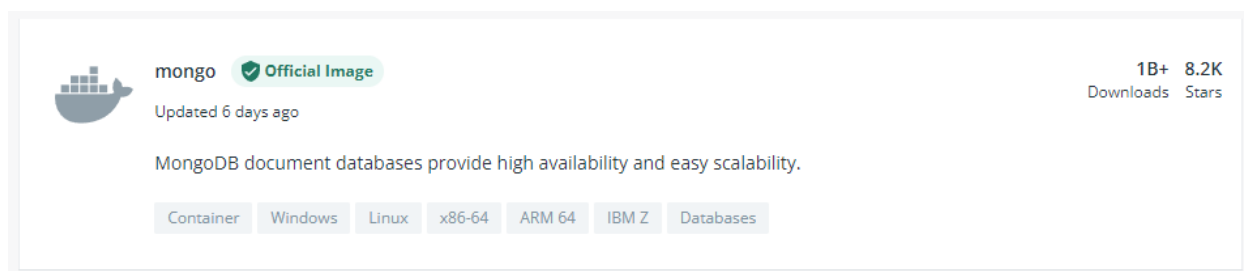 mongo Official Image 1B+ 8.2K
Updated 6 days ago Downloads Stars
MongoDB document databases provide high availability and easy scalability.
Container Windows Linux x86-64 ARM 64 IBM Z Databases